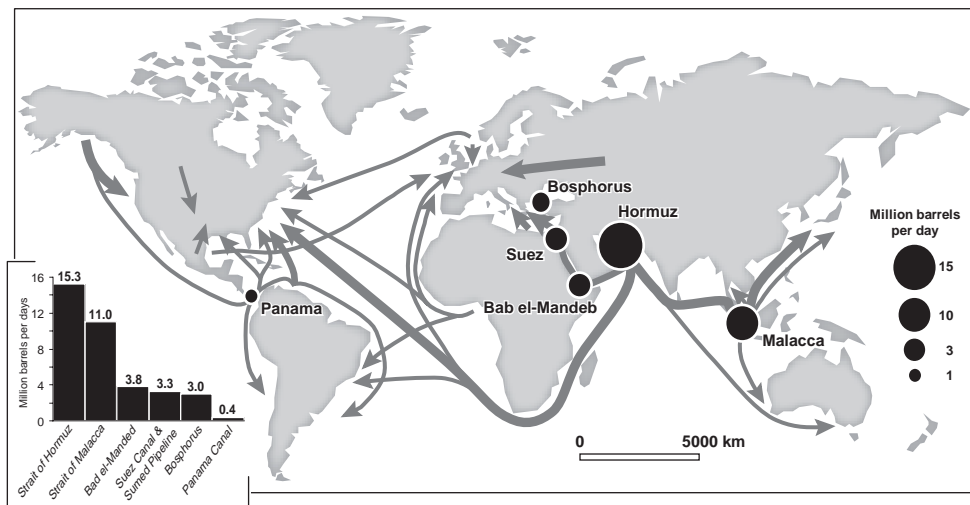 Bosphorus
Hormuz
Suez
Bab el-Mandeb
Panama
Malacca
0 5000 km
Million barrels
per day
15
10
3
1
Million barrels per days
16
12
8
4
0
15.3
11.0
3.8
3.3
3.0
0.4
Strait of Hormuz
Strait of Malacca
Bad el-Manded
Suez Canal &
Sumed Pipeline
Bosphorus
Panama Canal